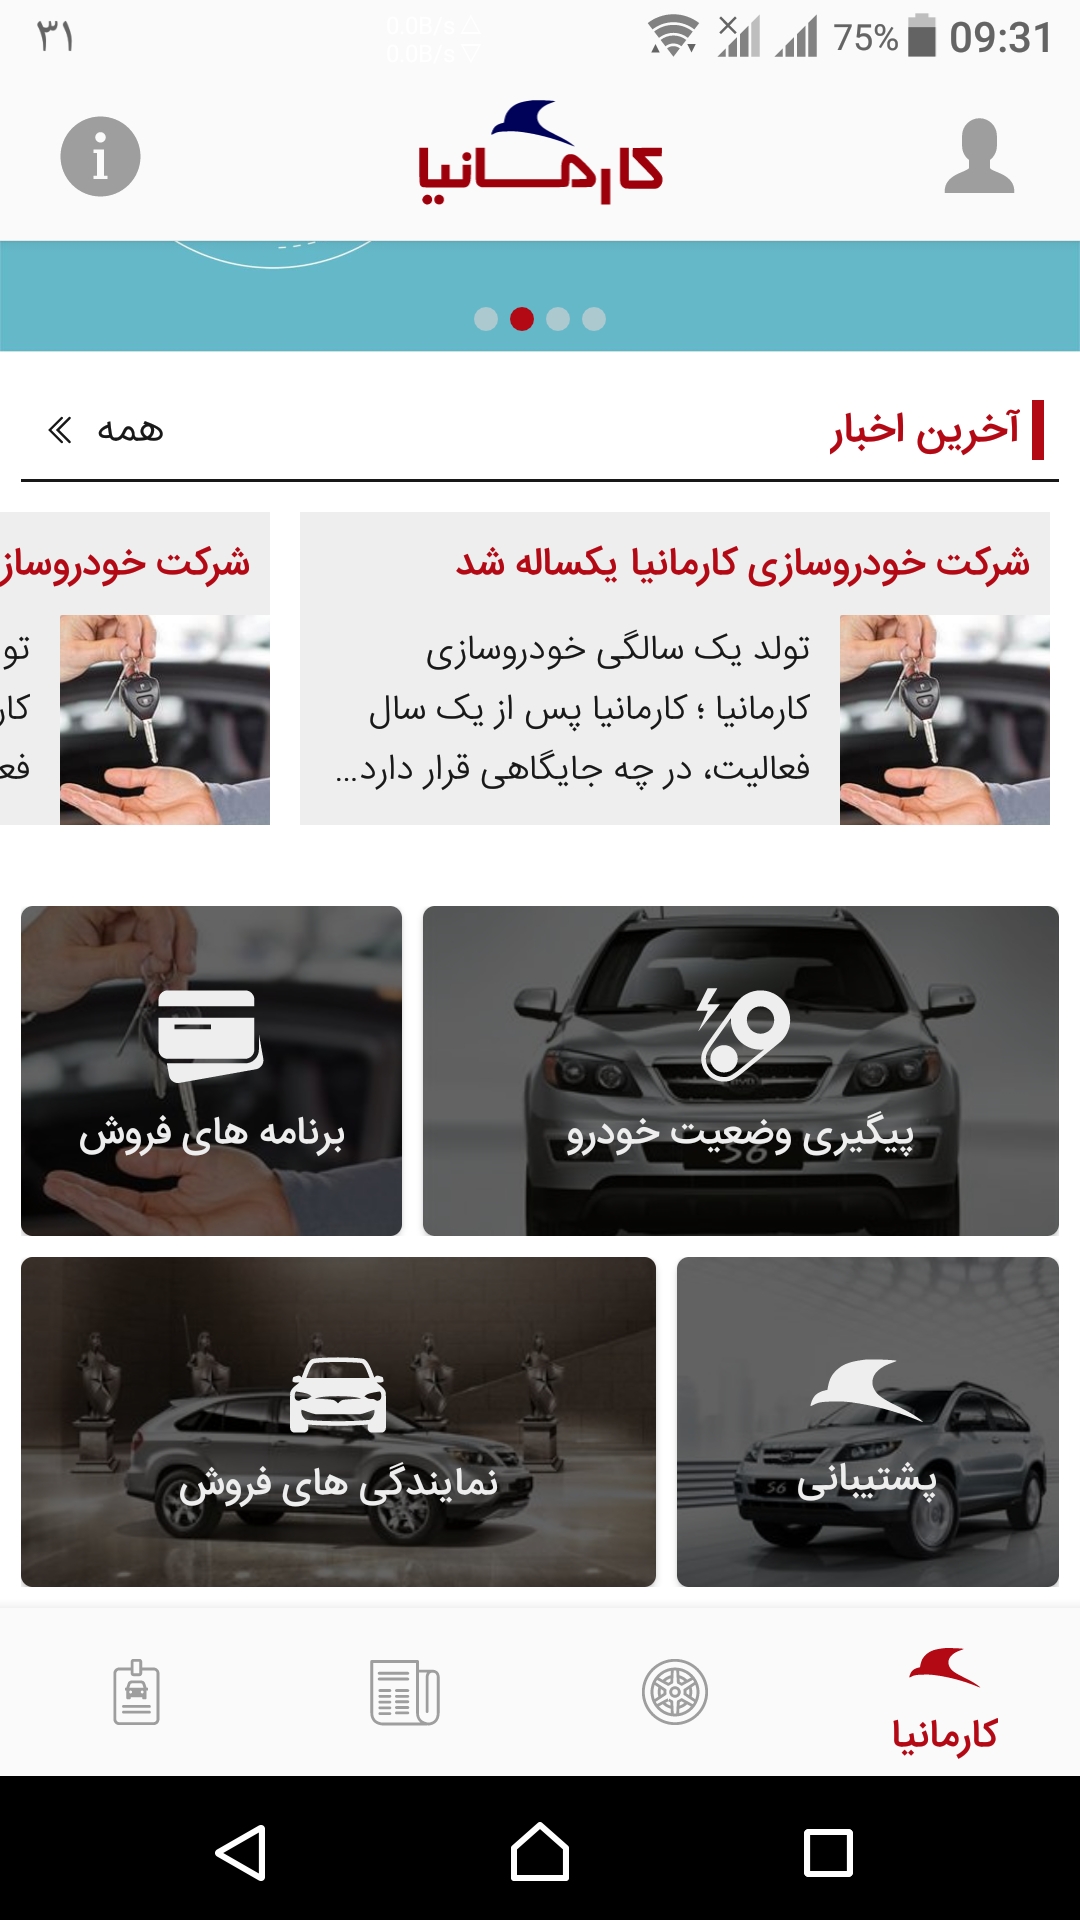 ۳۱
0.0B/s △
0.0B/s ▽
75%
09:31
کارمانیا
آخرین اخبار
همه
شرکت خودروسازی کارمانیا یکساله شد
تولد یک سالگی خودروسازی
کارمانیا ؛ کارمانیا پس از یک سال
فعالیت، در چه جایگاهی قرار دارد...
شرکت خودروساز
تو
کار
فع
پیگیری وضعیت خودرو
S6
برنامه های فروش
پشتیبانی
S6
نمایندگی های فروش
کارمانیا